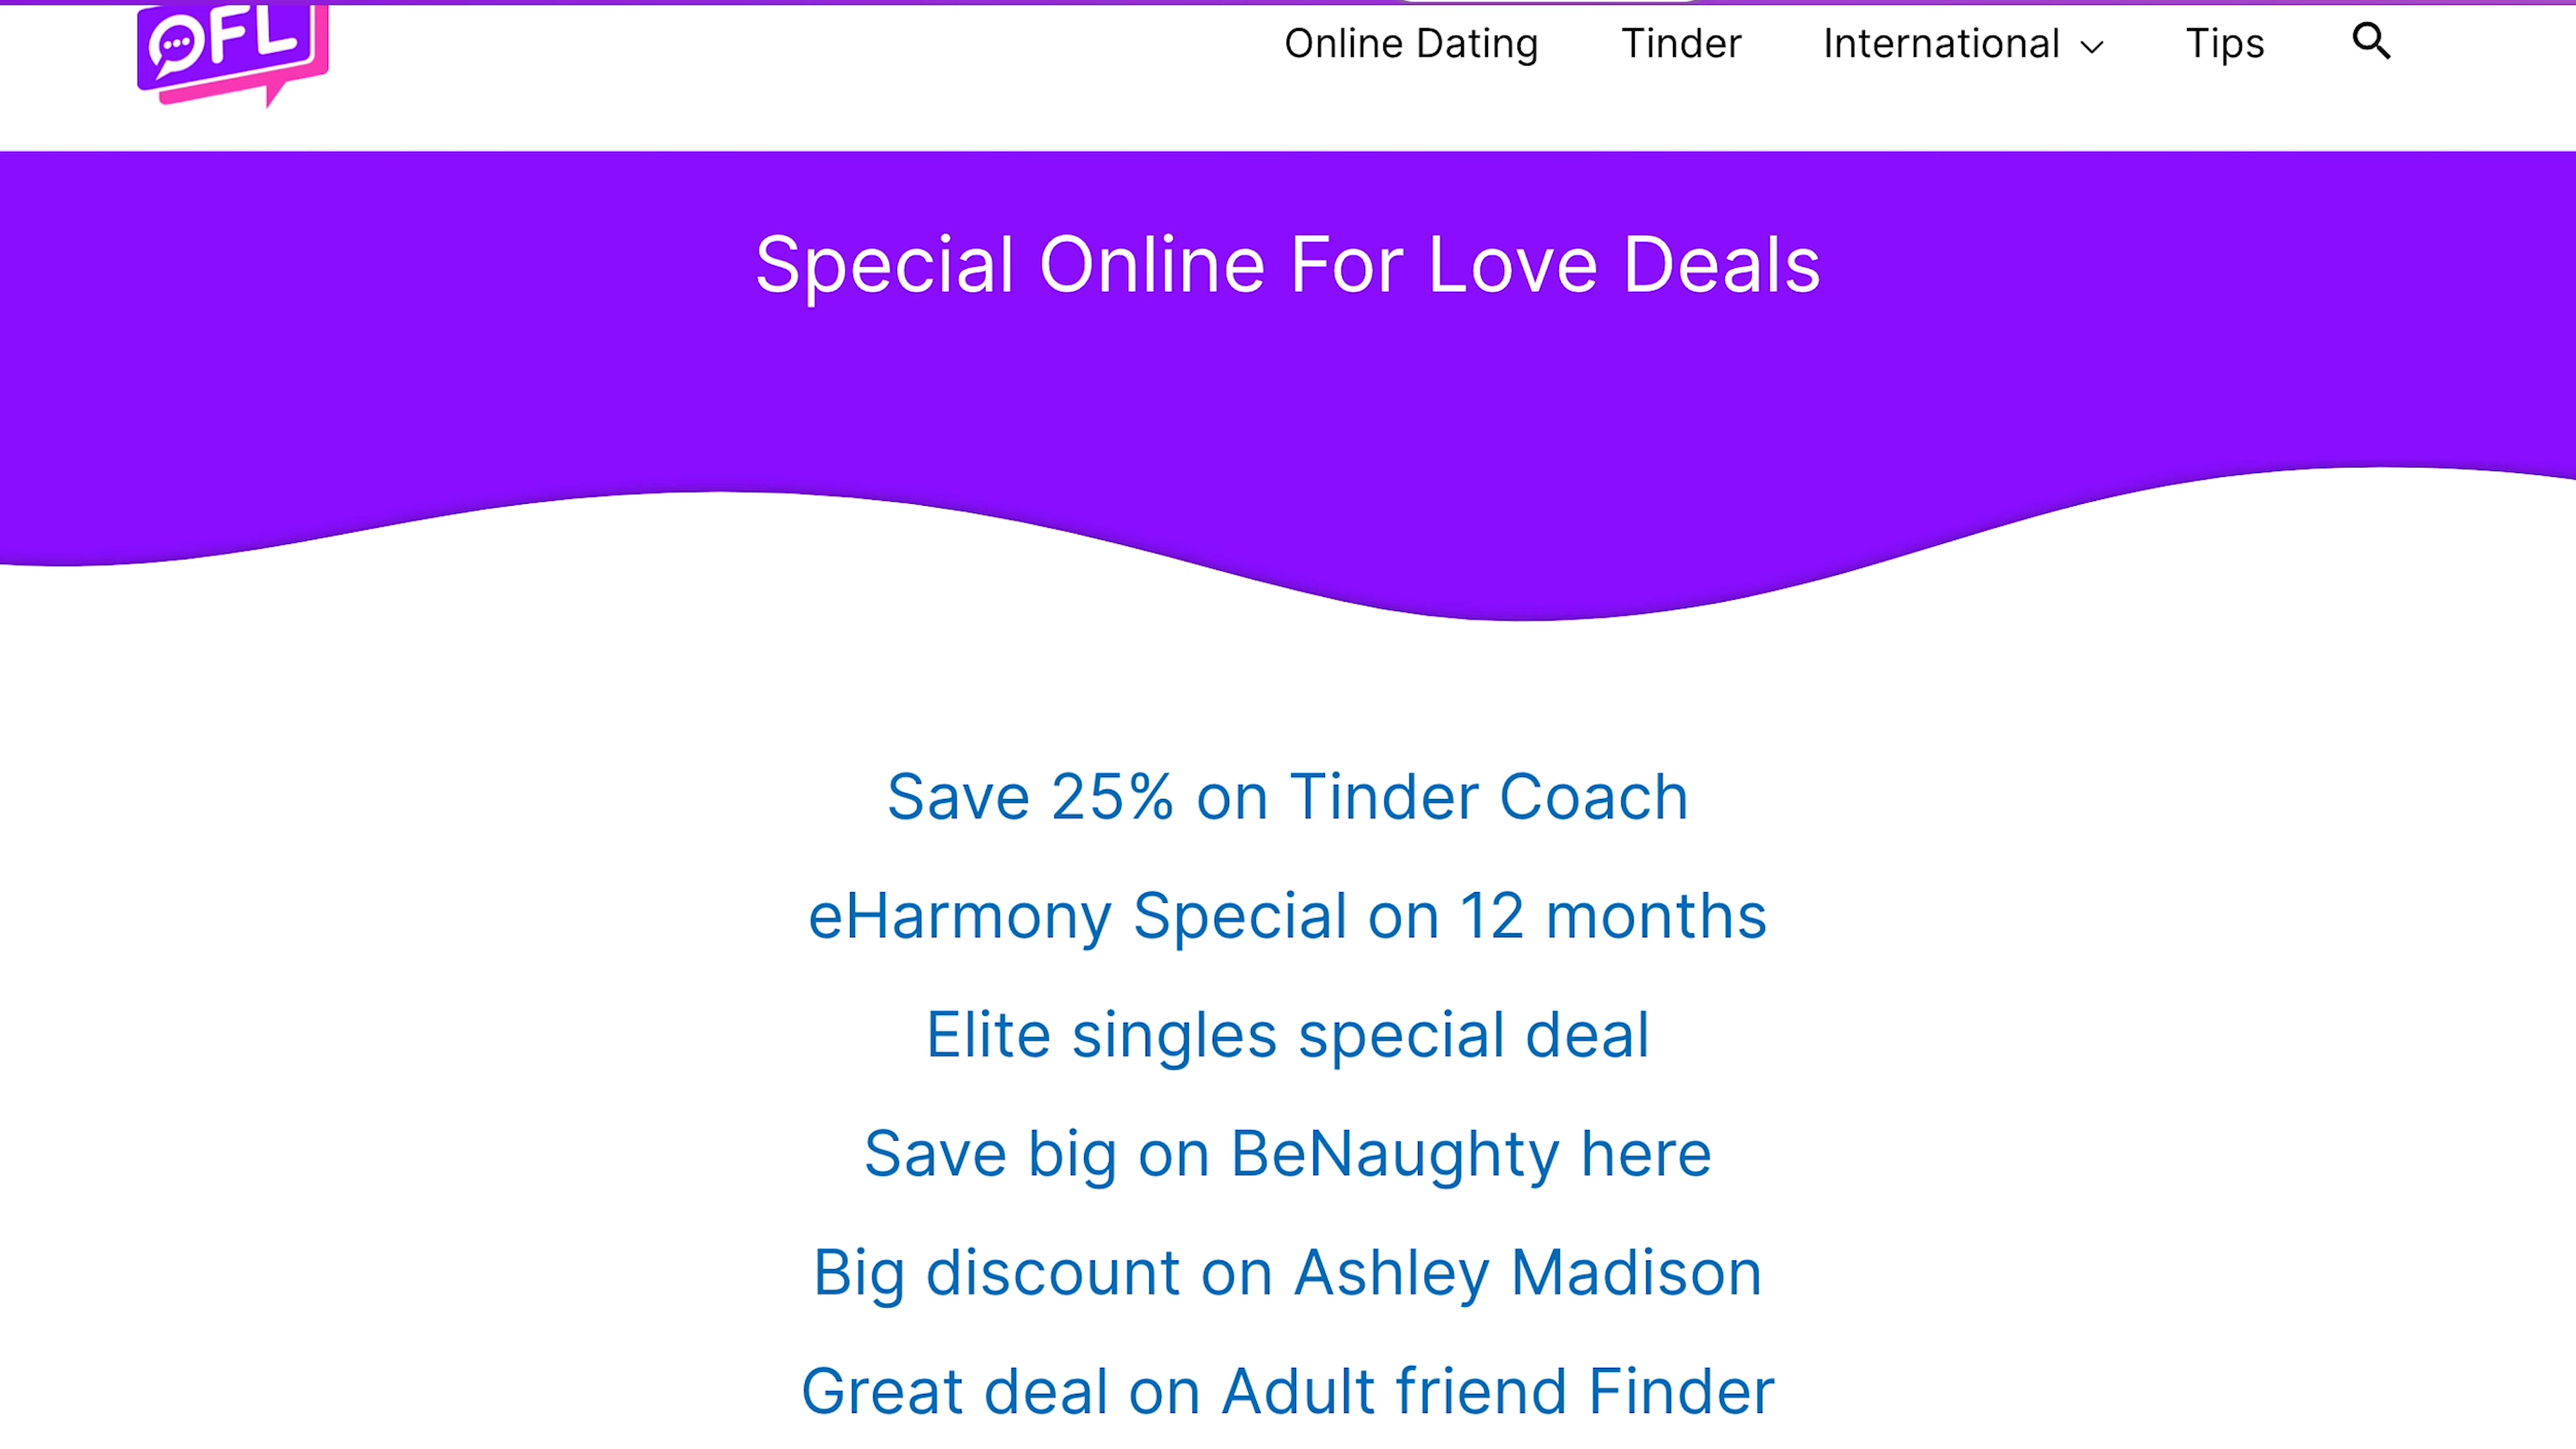 OFL
Online Dating Tinder International Tips
Special Online For Love Deals
Save 25% on Tinder Coach
eHarmony Special on 12 months
Elite singles special deal
Save big on BeNaughty here
Big discount on Ashley Madison
Great deal on Adult friend Finder